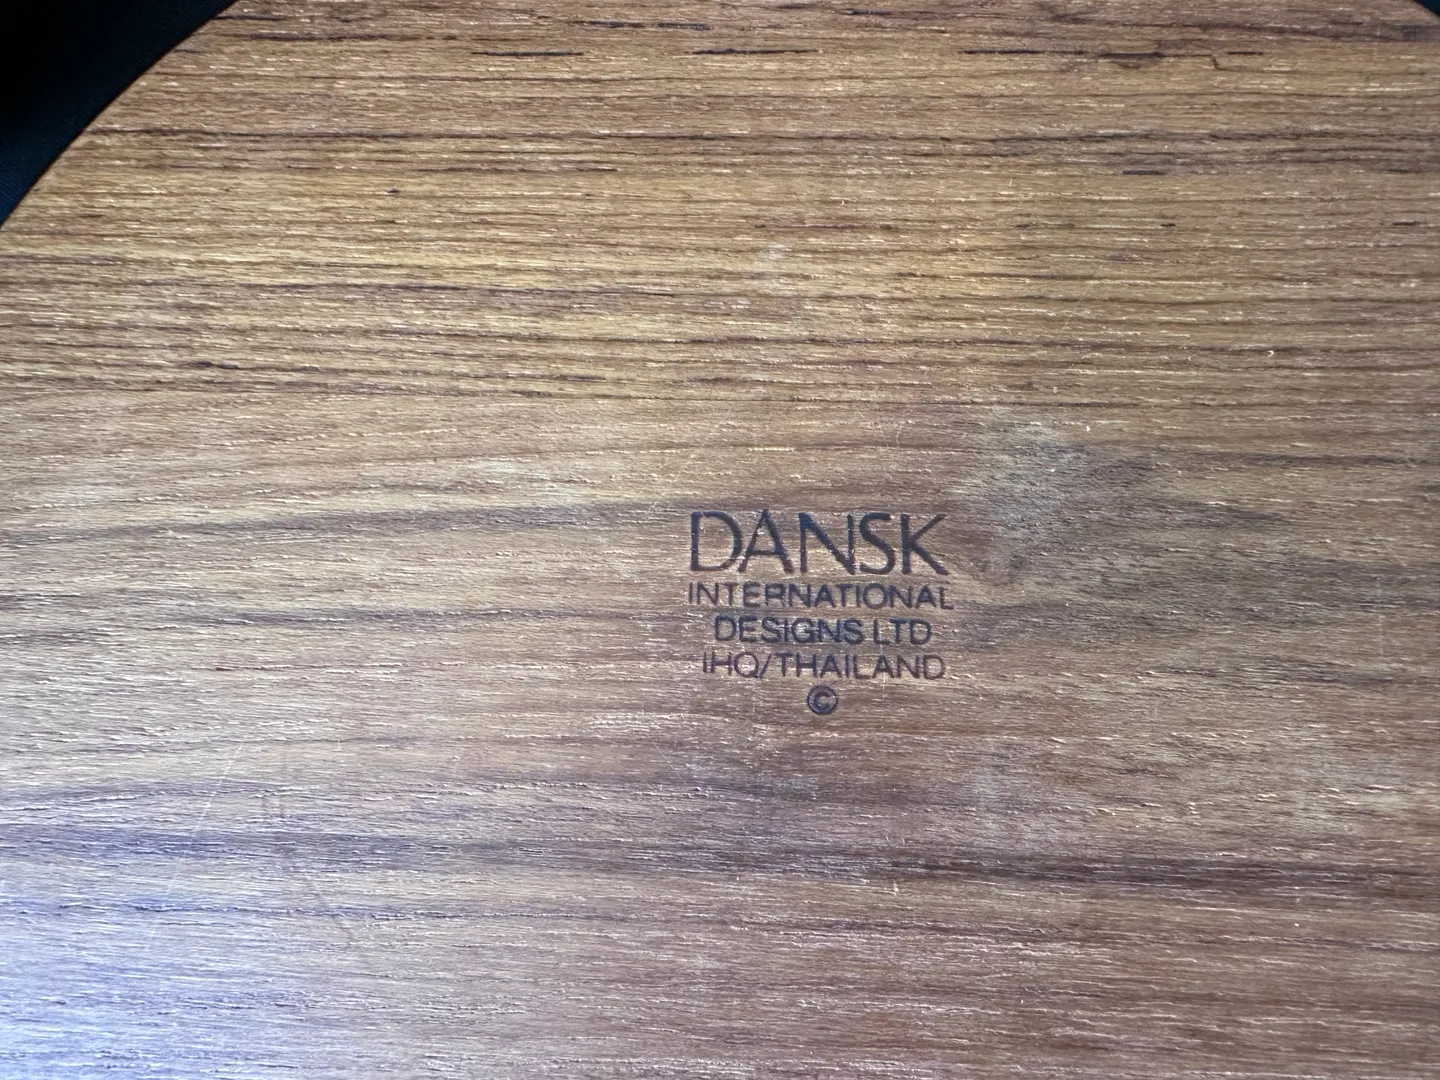 DANSK
INTERNATIONAL
DESIGNS LTD
IHQ/THAILAND
©